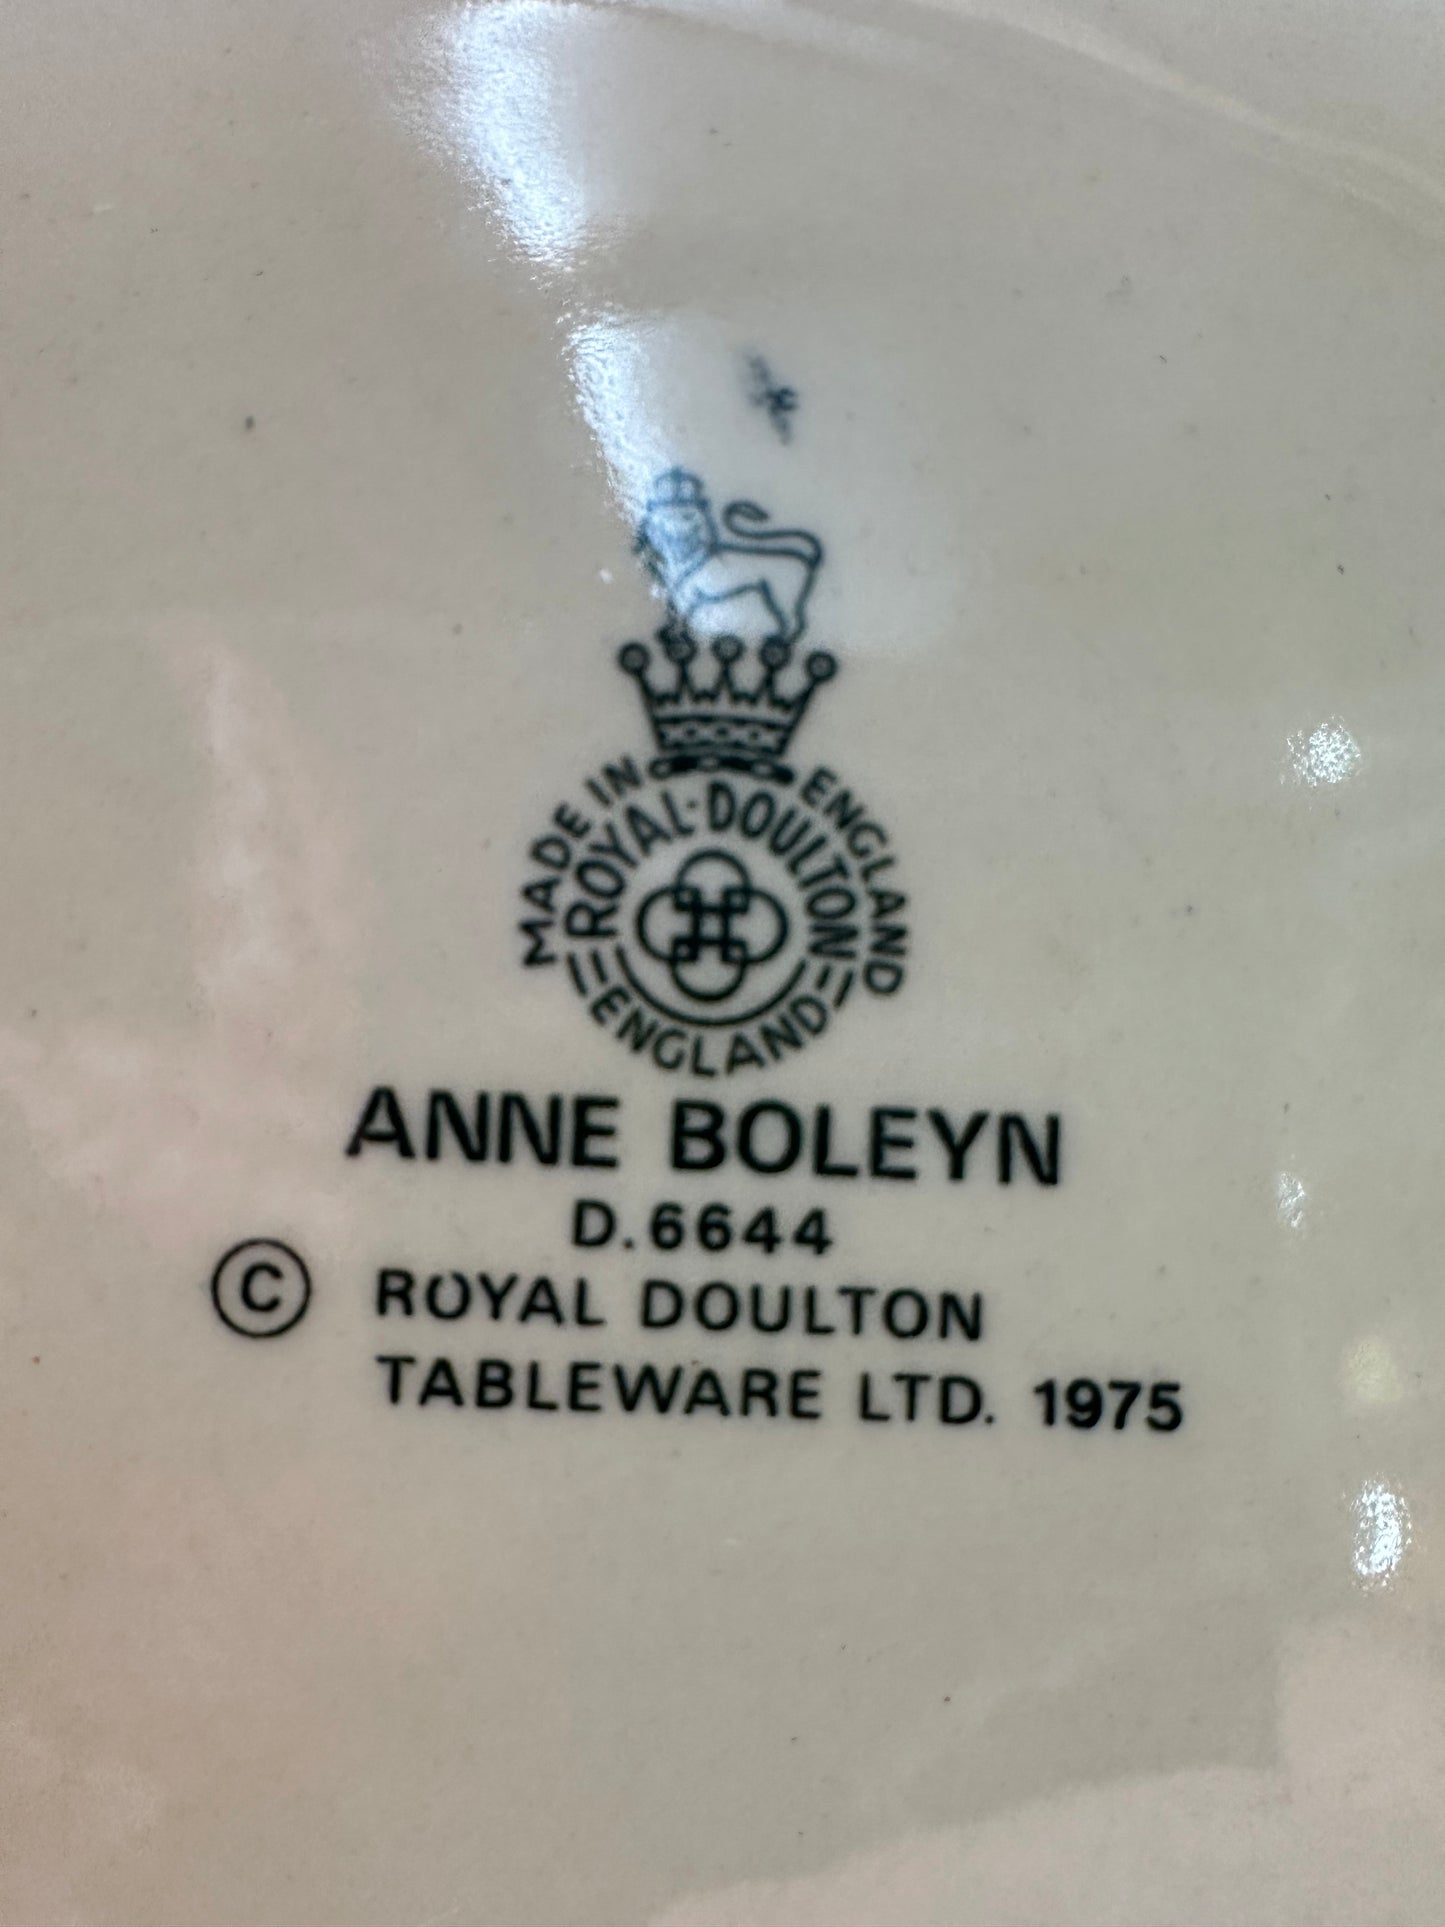 MADE IN ENGLAND
ROYAL·DOULTON
ENGLAND
ANNE BOLEYN
D.6644
© ROYAL DOULTON
TABLEWARE LTD. 1975